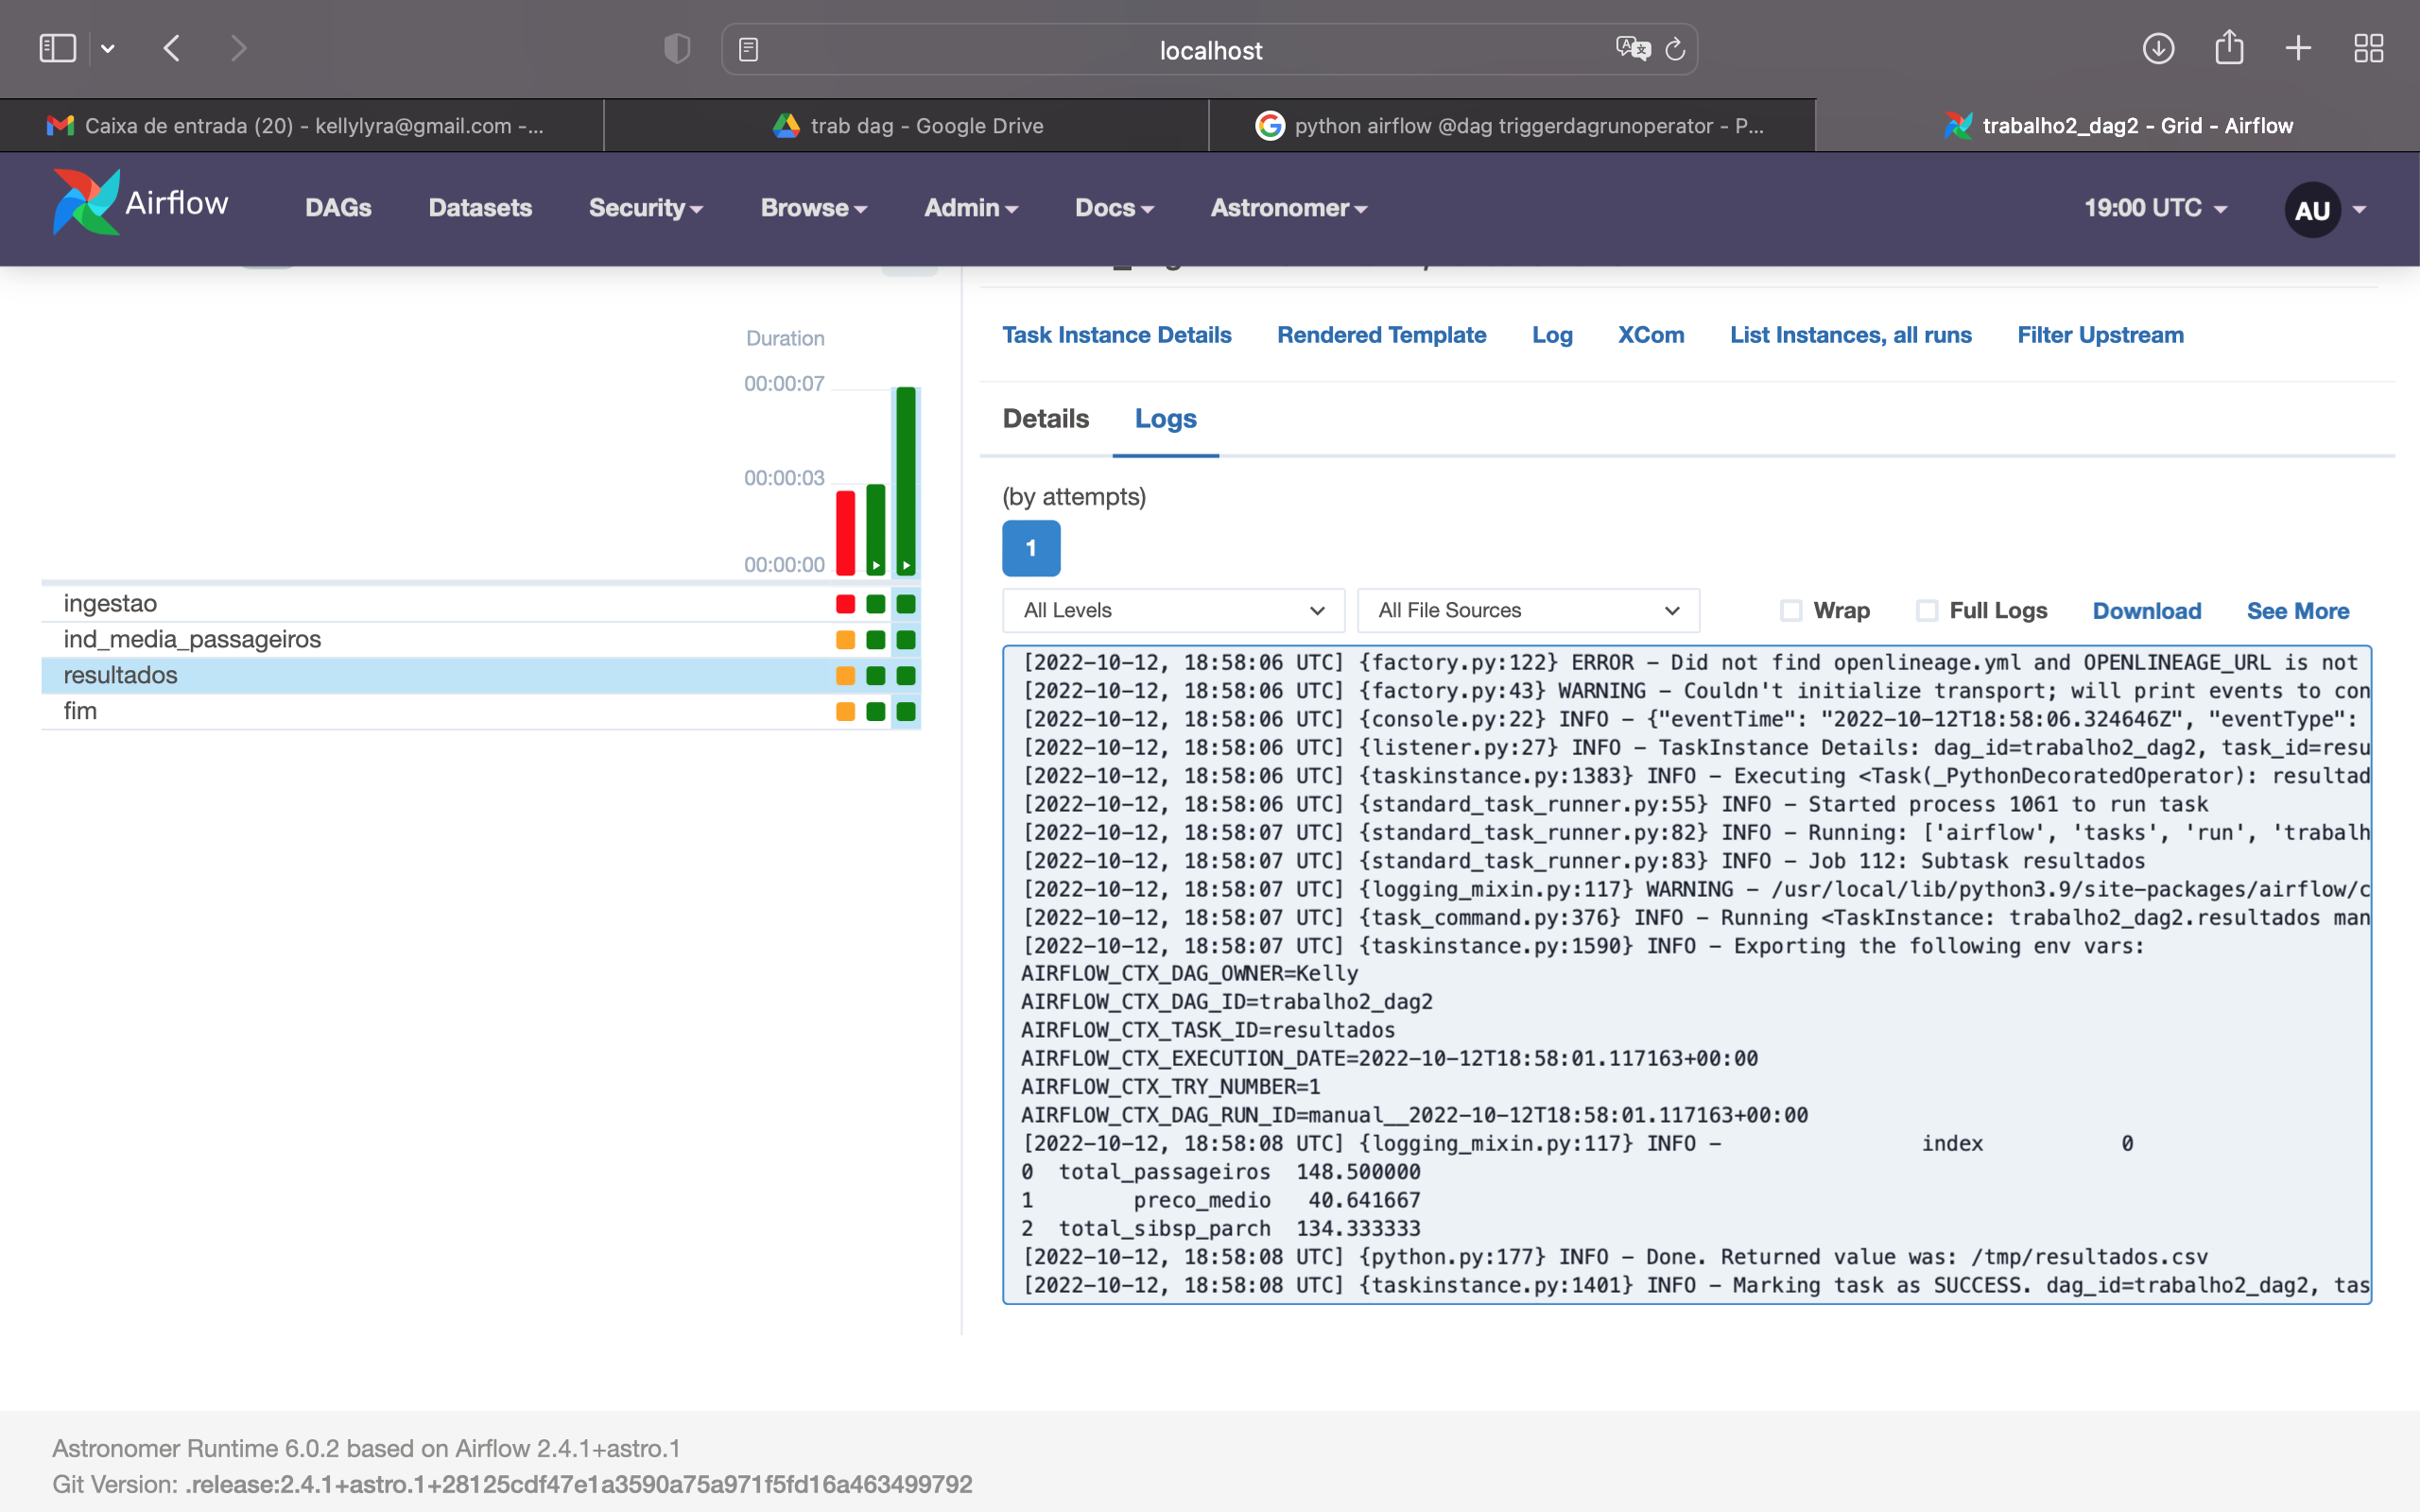 localhost
Caixa de entrada (20) - kellylyra@gmail.com -...
trab dag - Google Drive
python airflow @dag triggerdagrunoperator - P...
trabalho2_dag2 - Grid - Airflow
Airflow DAGs Datasets Security Browse Admin Docs Astronomer 19:00 UTC AU
Task Instance Details Rendered Template Log XCom List Instances, all runs Filter Upstream
Duration
00:00:07
00:00:03
00:00:00
ingestao
ind_media_passageiros
resultados
fim
Details Logs
(by attempts)
1
All Levels All File Sources Wrap Full Logs Download See More
[2022-10-12, 18:58:06 UTC] {factory.py:122} ERROR - Did not find openlineage.yml and OPENLINEAGE_URL is not
[2022-10-12, 18:58:06 UTC] {factory.py:43} WARNING - Couldn't initialize transport; will print events to con
[2022-10-12, 18:58:06 UTC] {console.py:22} INFO - {"eventTime": "2022-10-12T18:58:06.324646Z", "eventType":
[2022-10-12, 18:58:06 UTC] {listener.py:27} INFO - TaskInstance Details: dag_id=trabalho2_dag2, task_id=resu
[2022-10-12, 18:58:06 UTC] {taskinstance.py:1383} INFO - Executing <Task(_PythonDecoratedOperator): resultad
[2022-10-12, 18:58:06 UTC] {standard_task_runner.py:55} INFO - Started process 1061 to run task
[2022-10-12, 18:58:07 UTC] {standard_task_runner.py:82} INFO - Running: ['airflow', 'tasks', 'run', 'trabalh
[2022-10-12, 18:58:07 UTC] {standard_task_runner.py:83} INFO - Job 112: Subtask resultados
[2022-10-12, 18:58:07 UTC] {logging_mixin.py:117} WARNING - /usr/local/lib/python3.9/site-packages/airflow/c
[2022-10-12, 18:58:07 UTC] {task_command.py:376} INFO - Running <TaskInstance: trabalho2_dag2.resultados man
[2022-10-12, 18:58:07 UTC] {taskinstance.py:1590} INFO - Exporting the following env vars:
AIRFLOW_CTX_DAG_OWNER=Kelly
AIRFLOW_CTX_DAG_ID=trabalho2_dag2
AIRFLOW_CTX_TASK_ID=resultados
AIRFLOW_CTX_EXECUTION_DATE=2022-10-12T18:58:01.117163+00:00
AIRFLOW_CTX_TRY_NUMBER=1
AIRFLOW_CTX_DAG_RUN_ID=manual__2022-10-12T18:58:01.117163+00:00
[2022-10-12, 18:58:08 UTC] {logging_mixin.py:117} INFO - index 0
0 total_passageiros 148.500000
1 preco_medio 40.641667
2 total_sibsp_parch 134.333333
[2022-10-12, 18:58:08 UTC] {python.py:177} INFO - Done. Returned value was: /tmp/resultados.csv
[2022-10-12, 18:58:08 UTC] {taskinstance.py:1401} INFO - Marking task as SUCCESS. dag_id=trabalho2_dag2, tas
Astronomer Runtime 6.0.2 based on Airflow 2.4.1+astro.1
Git Version: .release:2.4.1+astro.1+28125cdf47e1a3590a75a971f5fd16a463499792